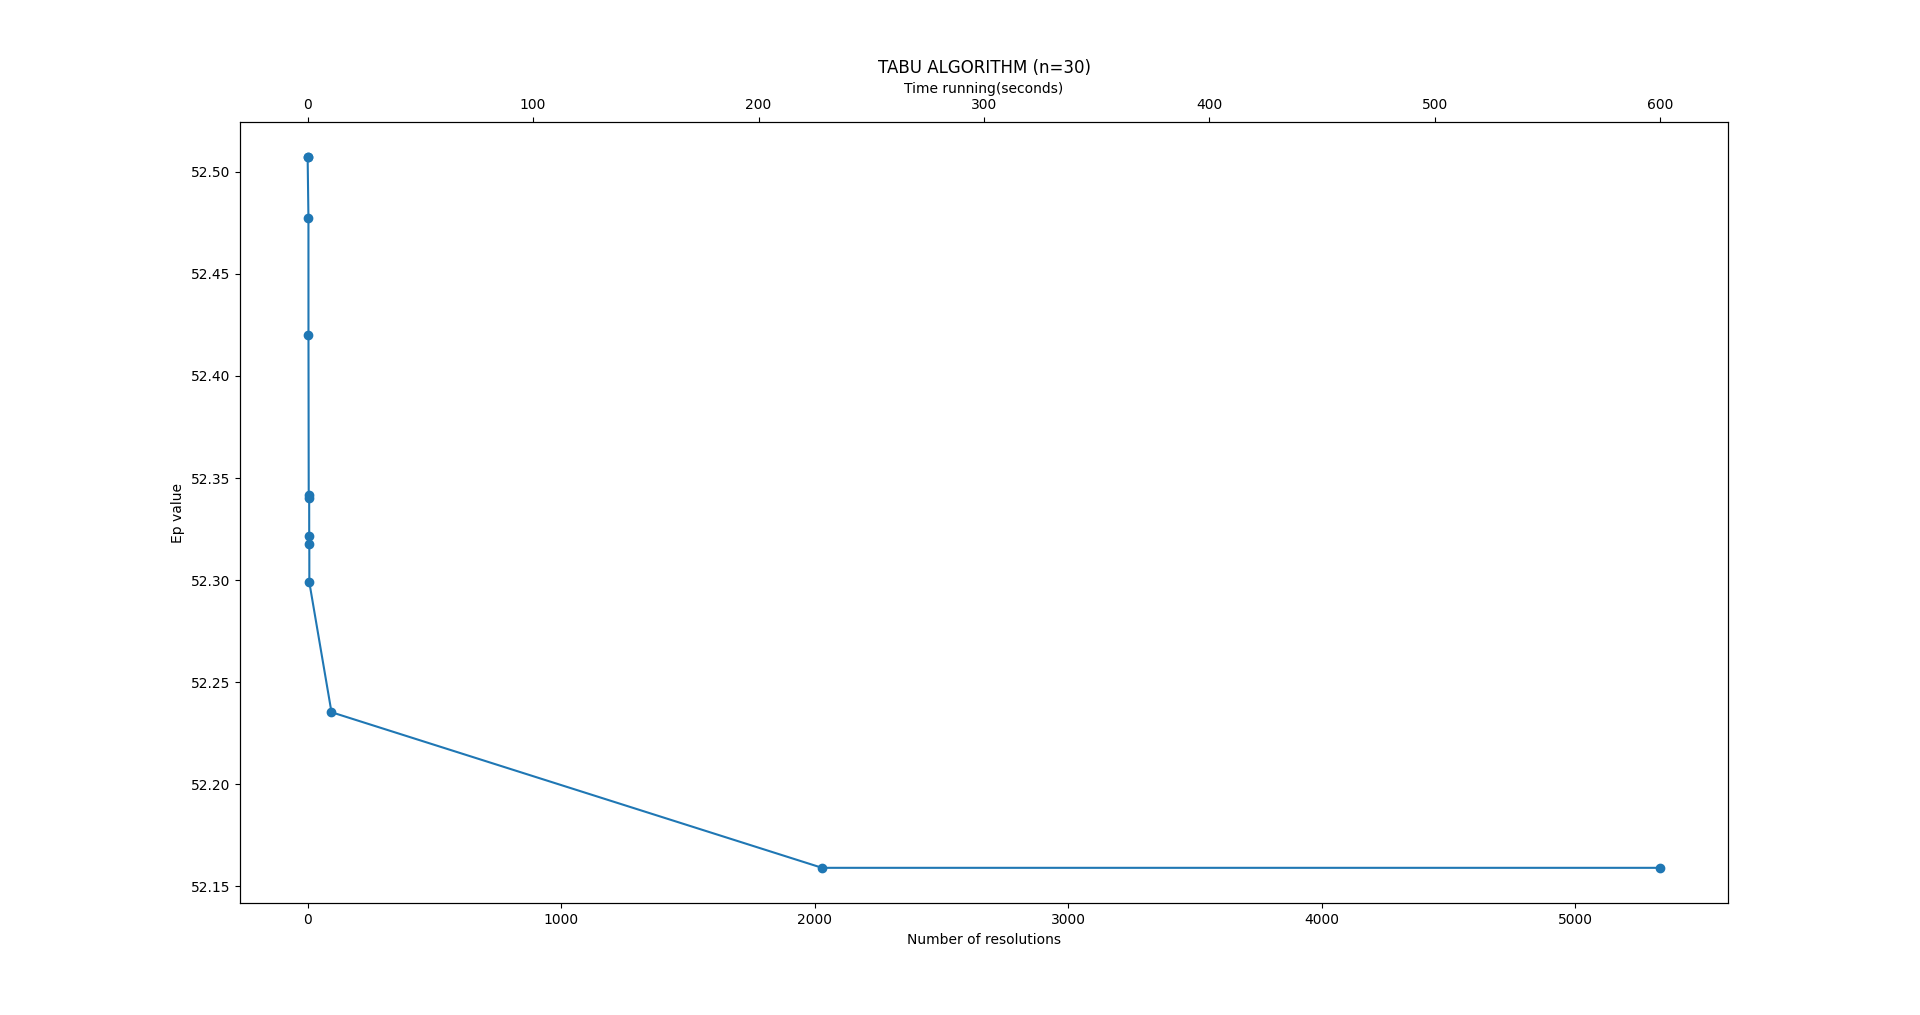 TABU ALGORITHM (n=30)
Time running(seconds)
0 100 200 300 400 500 600
52.50
52.45
52.40
52.35
52.30
52.25
52.20
52.15
Ep value
0 1000 2000 3000 4000 5000
Number of resolutions